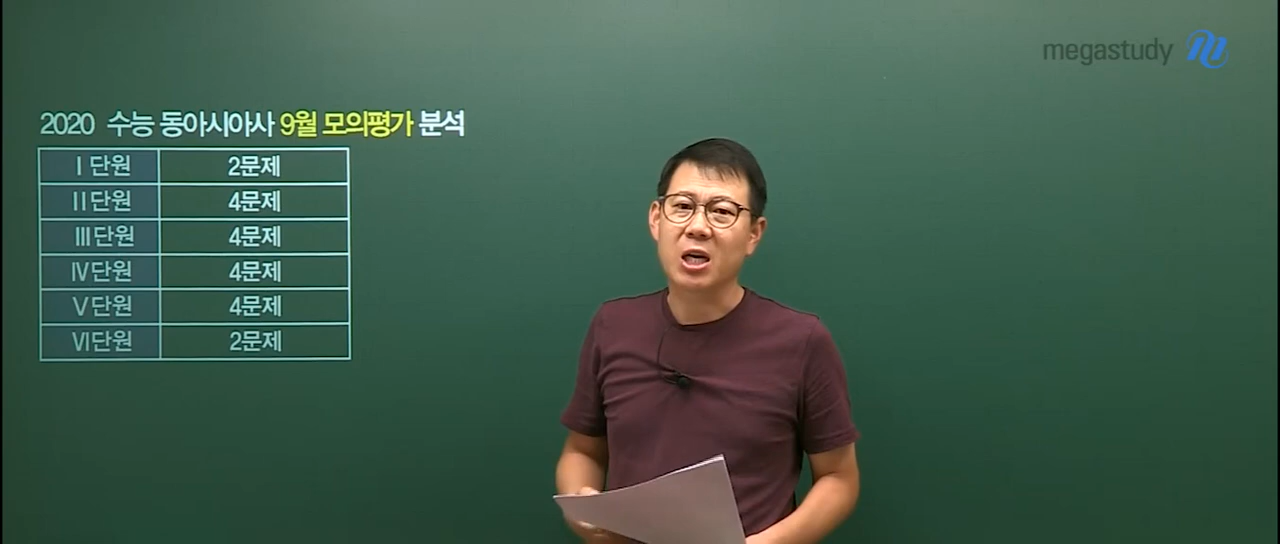 megastudy
2020 수능 동아시아사 9월 모의평가 분석
Ⅰ단원 2문제
Ⅱ단원 4문제
Ⅲ단원 4문제
Ⅳ단원 4문제
Ⅴ단원 4문제
Ⅵ단원 2문제